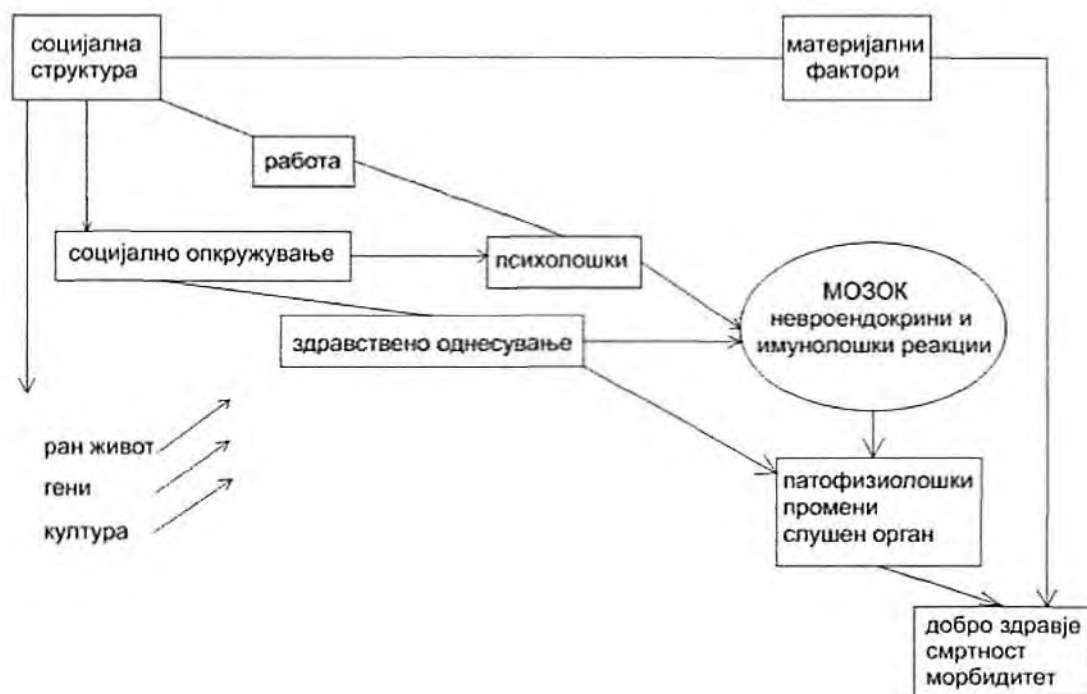 социјална
структура
материјални
фактори
работа
социјално опкружување
психолошки
МОЗОК
невроендокрини и
имунолошки реакции
здравствено однесување
ран живот
гени
култура
патофизиолошки
промени
слушен орган
добро здравје
смртност
морбидитет